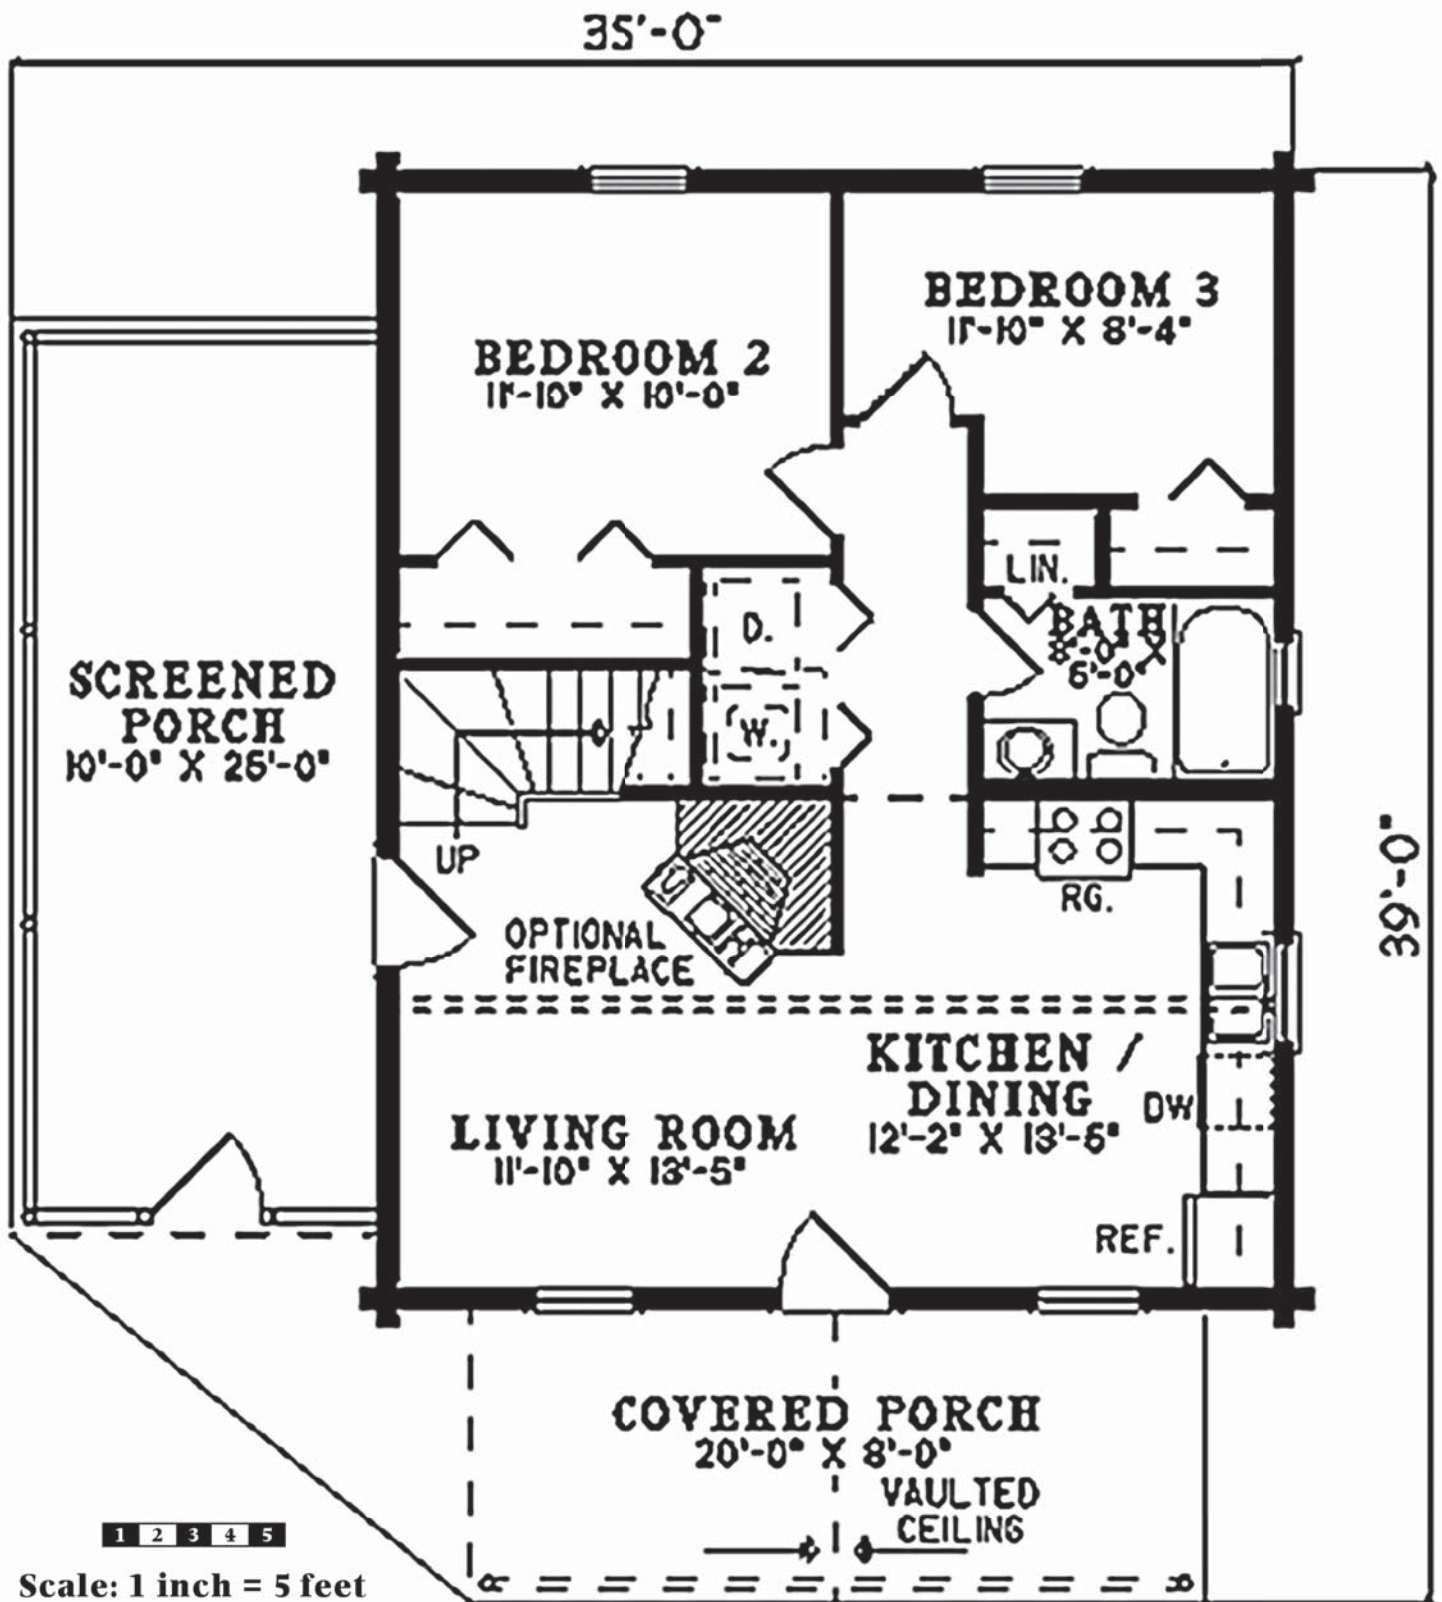 35'-0"
BEDROOM 3
11'-10" X 8'-4"
BEDROOM 2
11'-10" X 10'-0"
LIN.
D.
BATH
8'-0" X
6'-0"
SCREENED
PORCH
10'-0" X 25'-0"
W.
UP
RG.
39'-0"
OPTIONAL
FIREPLACE
KITCHEN /
DINING
12'-2" X 13'-5"
DW
LIVING ROOM
11'-10" X 13'-5"
REF.
COVERED PORCH
20'-0" X 8'-0"
VAULTED
CEILING
1 2 3 4 5
Scale: 1 inch = 5 feet